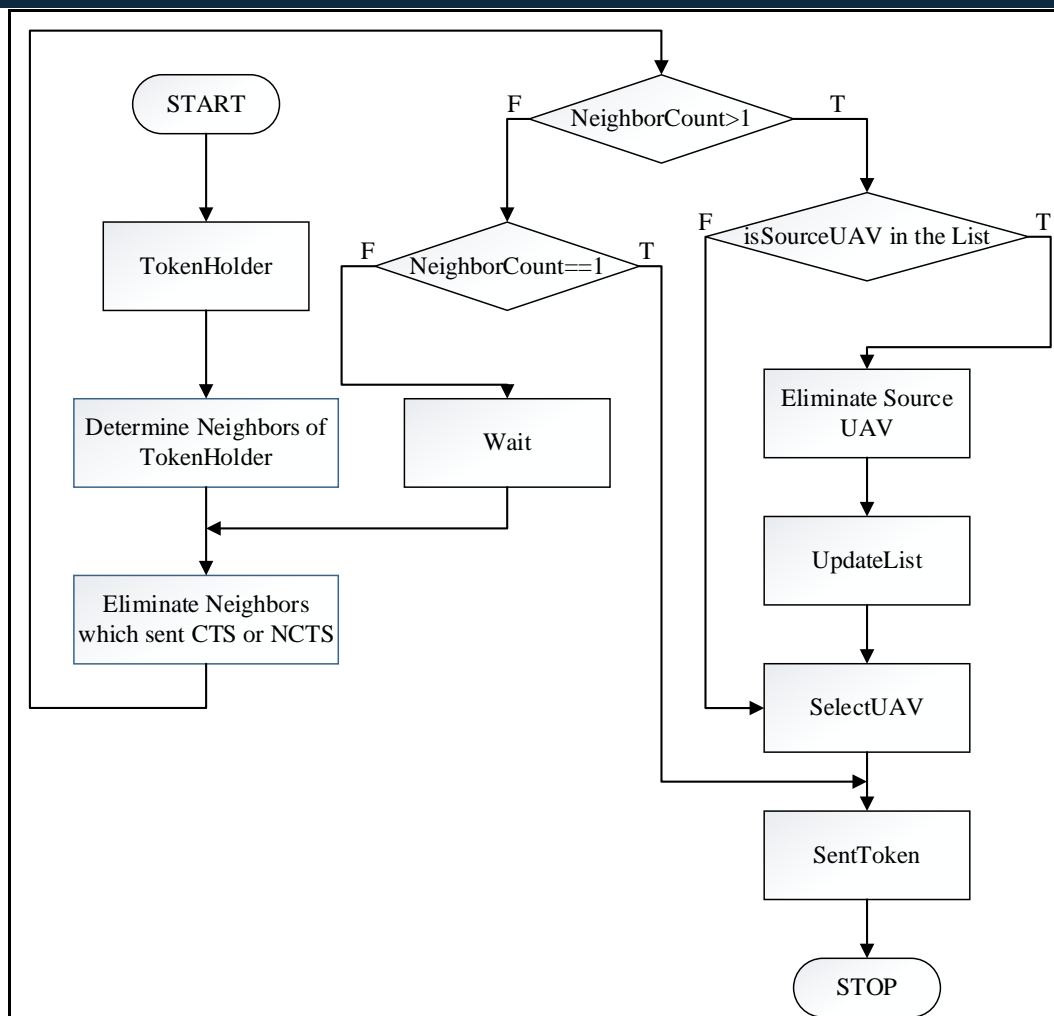 START
TokenHolder
Determine Neighbors of
TokenHolder
Eliminate Neighbors
which sent CTS or NCTS
F
NeighborCount>1
T
F
NeighborCount==1
T
Wait
F
isSourceUAV in the List
T
Eliminate Source
UAV
UpdateList
SelectUAV
SentToken
STOP